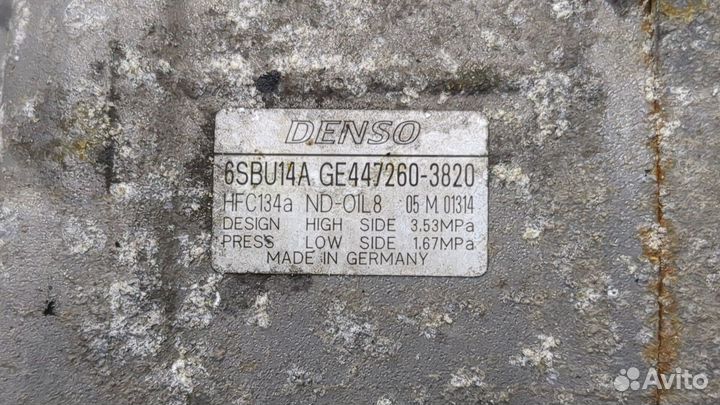 DENSO
6SBU14A GE447260-3820
HFC134a ND-OIL8 05 M 01314
DESIGN HIGH SIDE 3.53MPa
PRESS LOW SIDE 1.67MPa
MADE IN GERMANY
Avito